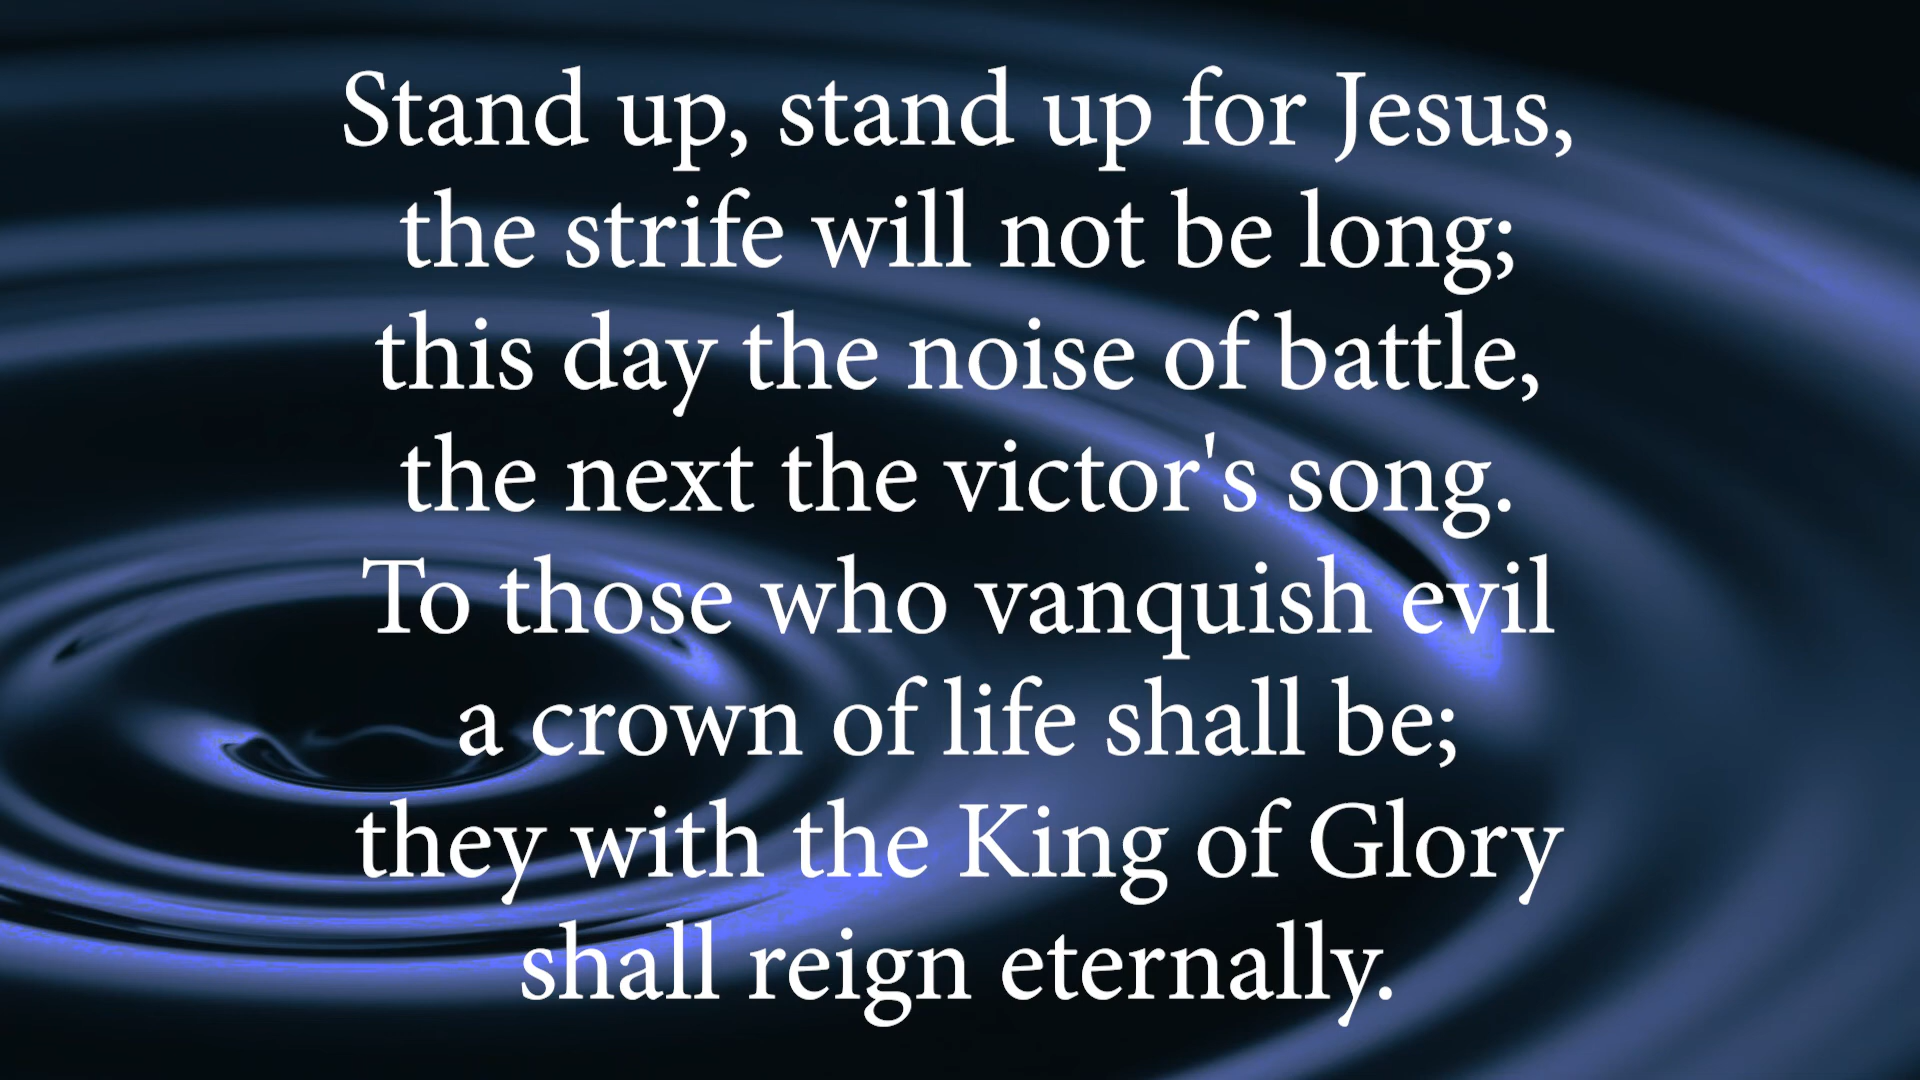 Stand up, stand up for Jesus,
the strife will not be long;
this day the noise of battle,
the next the victor's song.
To those who vanquish evil
a crown of life shall be;
they with the King of Glory
shall reign eternally.